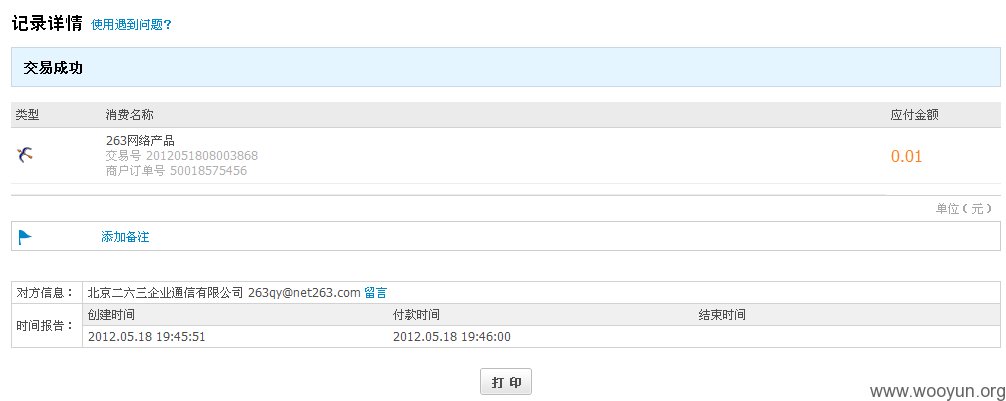 记录详情 使用遇到问题？
交易成功
类型 消费名称 应付金额
263网络产品
交易号 2012051808003868
商户订单号 50018575456
0.01
单位（元）
添加备注
对方信息： 北京二六三企业通信有限公司 263qy@net263.com 留言
时间报告： 创建时间 付款时间 结束时间
2012.05.18 19:45:51 2012.05.18 19:46:00
打 印
www.wooyun.org